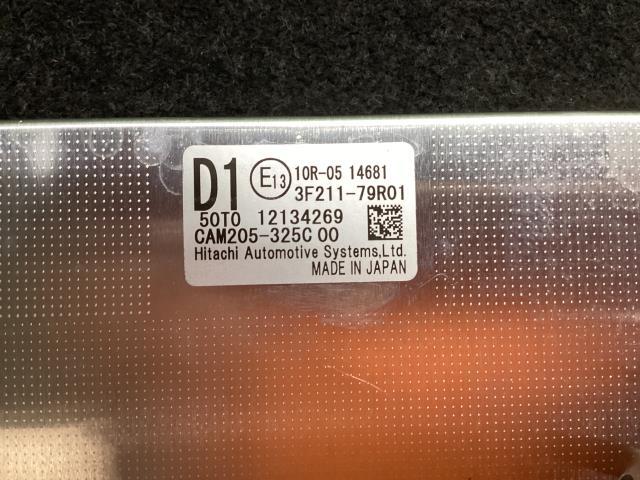 D1 E13 10R-05 14681
3F211-79R01
50T0 12134269
CAM205-325C 00
Hitachi Automotive Systems,Ltd.
MADE IN JAPAN